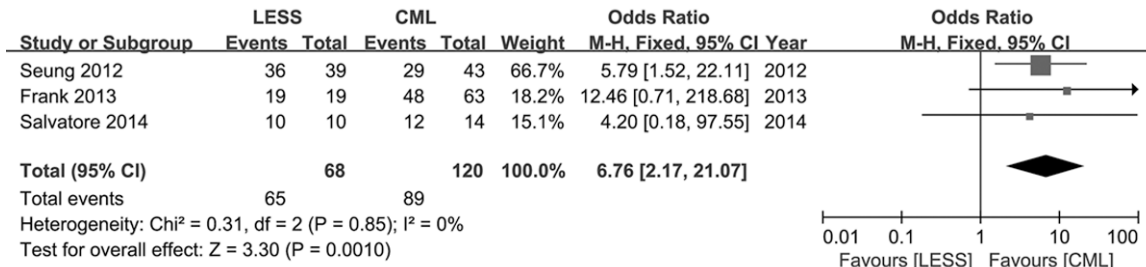 LESS CML Odds Ratio Odds Ratio
Study or Subgroup Events Total Events Total Weight M-H, Fixed, 95% CI Year M-H, Fixed, 95% CI
Seung 2012 36 39 29 43 66.7% 5.79 [1.52, 22.11] 2012
Frank 2013 19 19 48 63 18.2% 12.46 [0.71, 218.68] 2013
Salvatore 2014 10 10 12 14 15.1% 4.20 [0.18, 97.55] 2014
Total (95% CI) 68 120 100.0% 6.76 [2.17, 21.07]
Total events 65 89
Heterogeneity: Chi² = 0.31, df = 2 (P = 0.85); I² = 0%
Test for overall effect: Z = 3.30 (P = 0.0010)
0.01 0.1 1 10 100
Favours [LESS] Favours [CML]